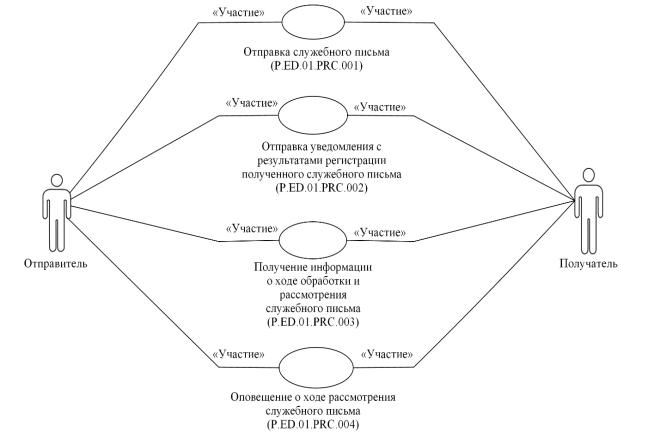 «Участие» «Участие»
Отправка служебного письма
(P.ED.01.PRC.001)
«Участие» «Участие»
Отправка уведомления с
результатами регистрации
полученного служебного письма
(P.ED.01.PRC.002)
«Участие» «Участие»
Отправитель
Получатель
Получение информации
о ходе обработки и
рассмотрения
служебного письма
(P.ED.01.PRC.003)
«Участие» «Участие»
Оповещение о ходе рассмотрения
служебного письма
(P.ED.01.PRC.004)